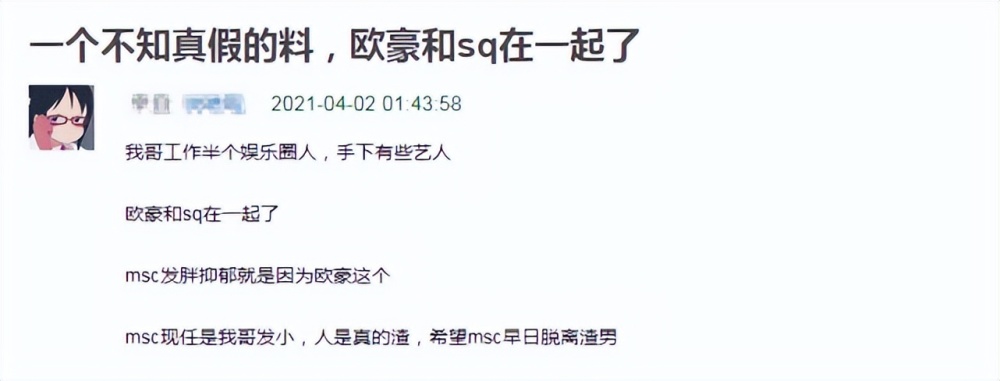 一个不知真假的料，欧豪和sq在一起了
2021-04-02 01:43:58
我哥工作半个娱乐圈人，手下有些艺人
欧豪和sq在一起了
msc发胖抑郁就是因为欧豪这个
msc现任是我哥发小，人是真的渣，希望msc早日脱离渣男